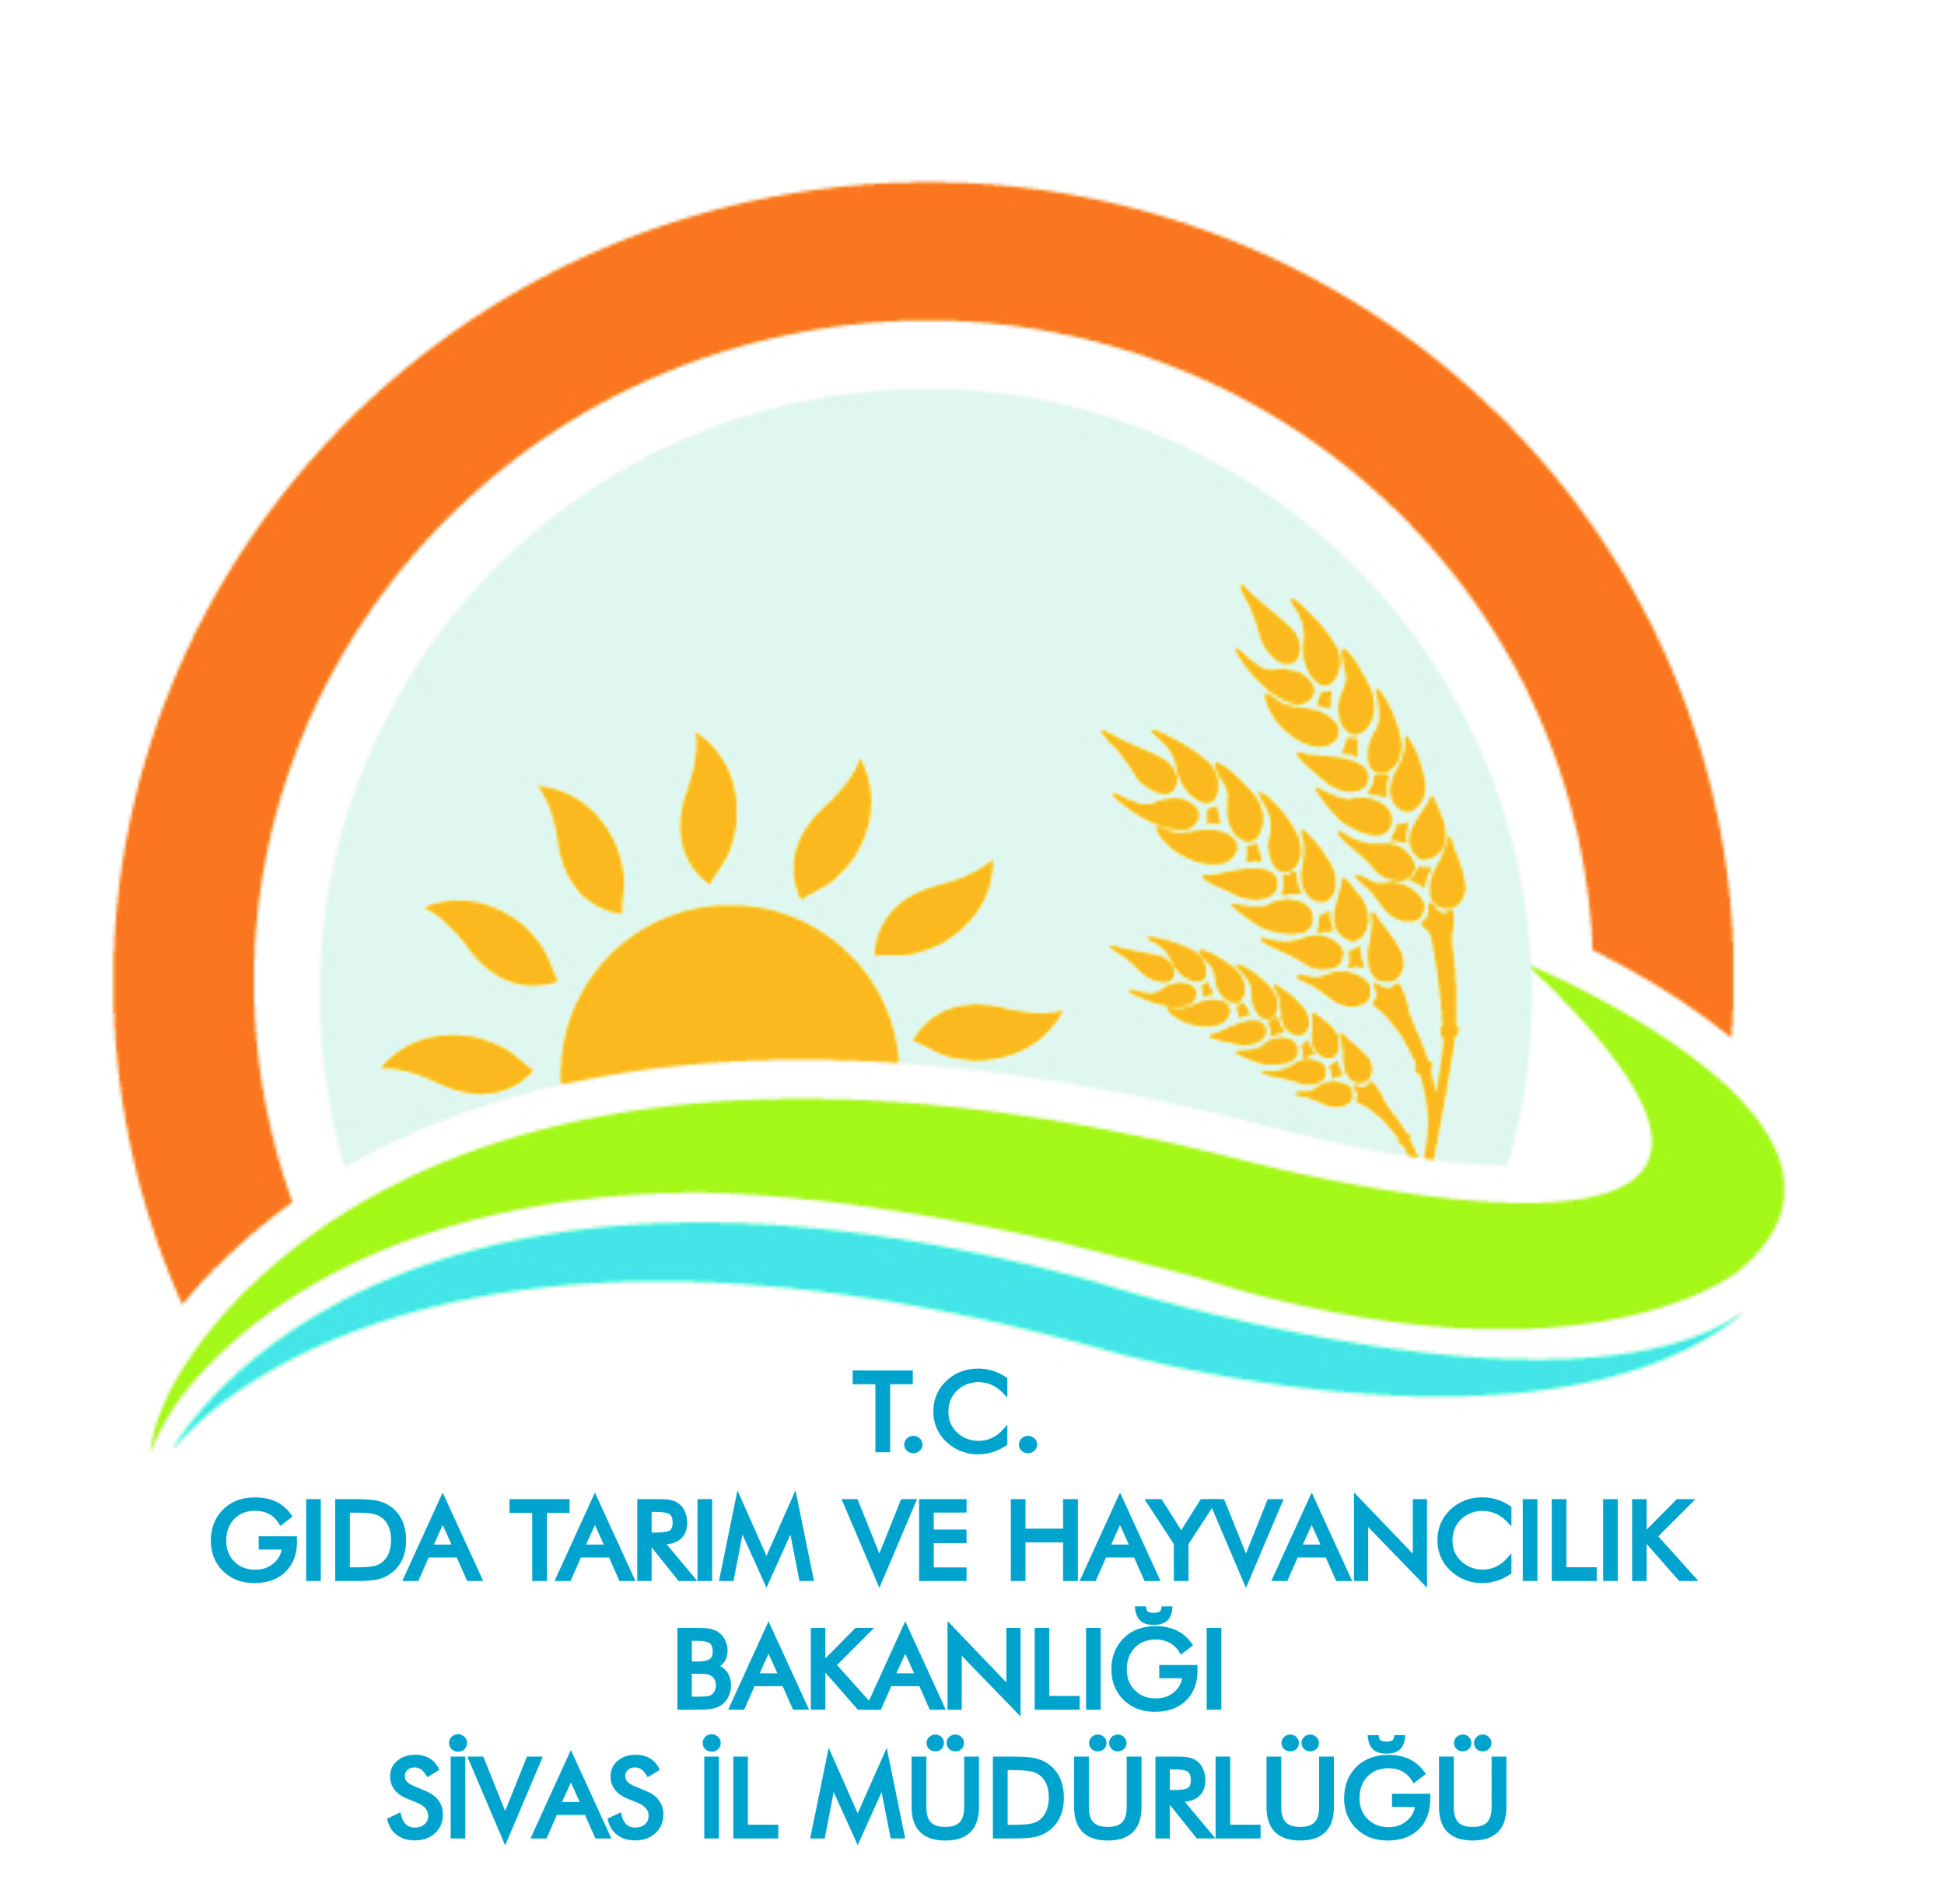 T.C.
GIDA TARIM VE HAYVANCILIK
BAKANLIĞI
SİVAS İL MÜDÜRLÜĞÜ